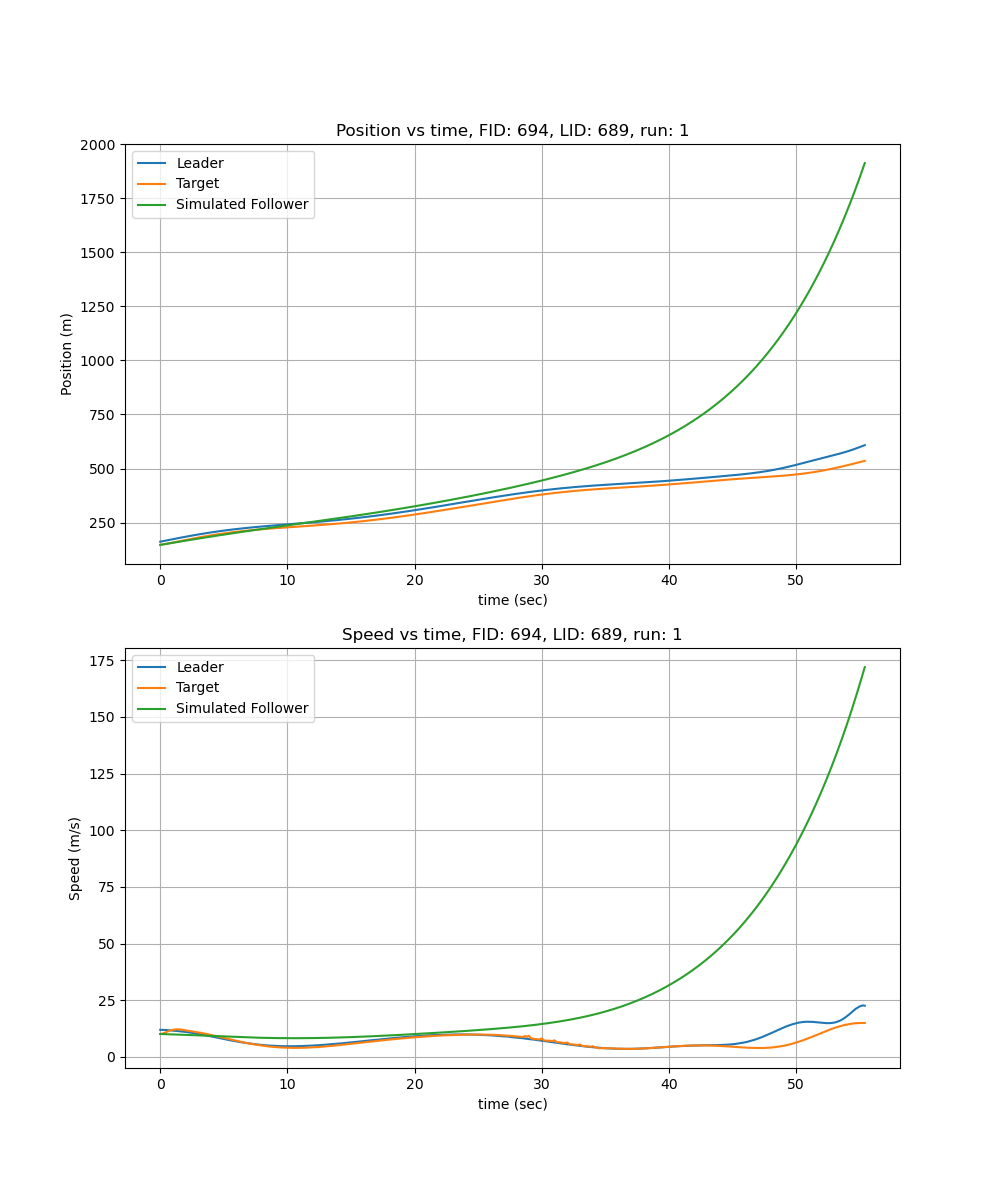 Position vs time, FID: 694, LID: 689, run: 1
Leader
Target
Simulated Follower
2000
1750
1500
1250
1000
750
500
250
Position (m)
0 10 20 30 40 50
time (sec)
Speed vs time, FID: 694, LID: 689, run: 1
Leader
Target
Simulated Follower
175
150
125
100
75
50
25
0
Speed (m/s)
0 10 20 30 40 50
time (sec)